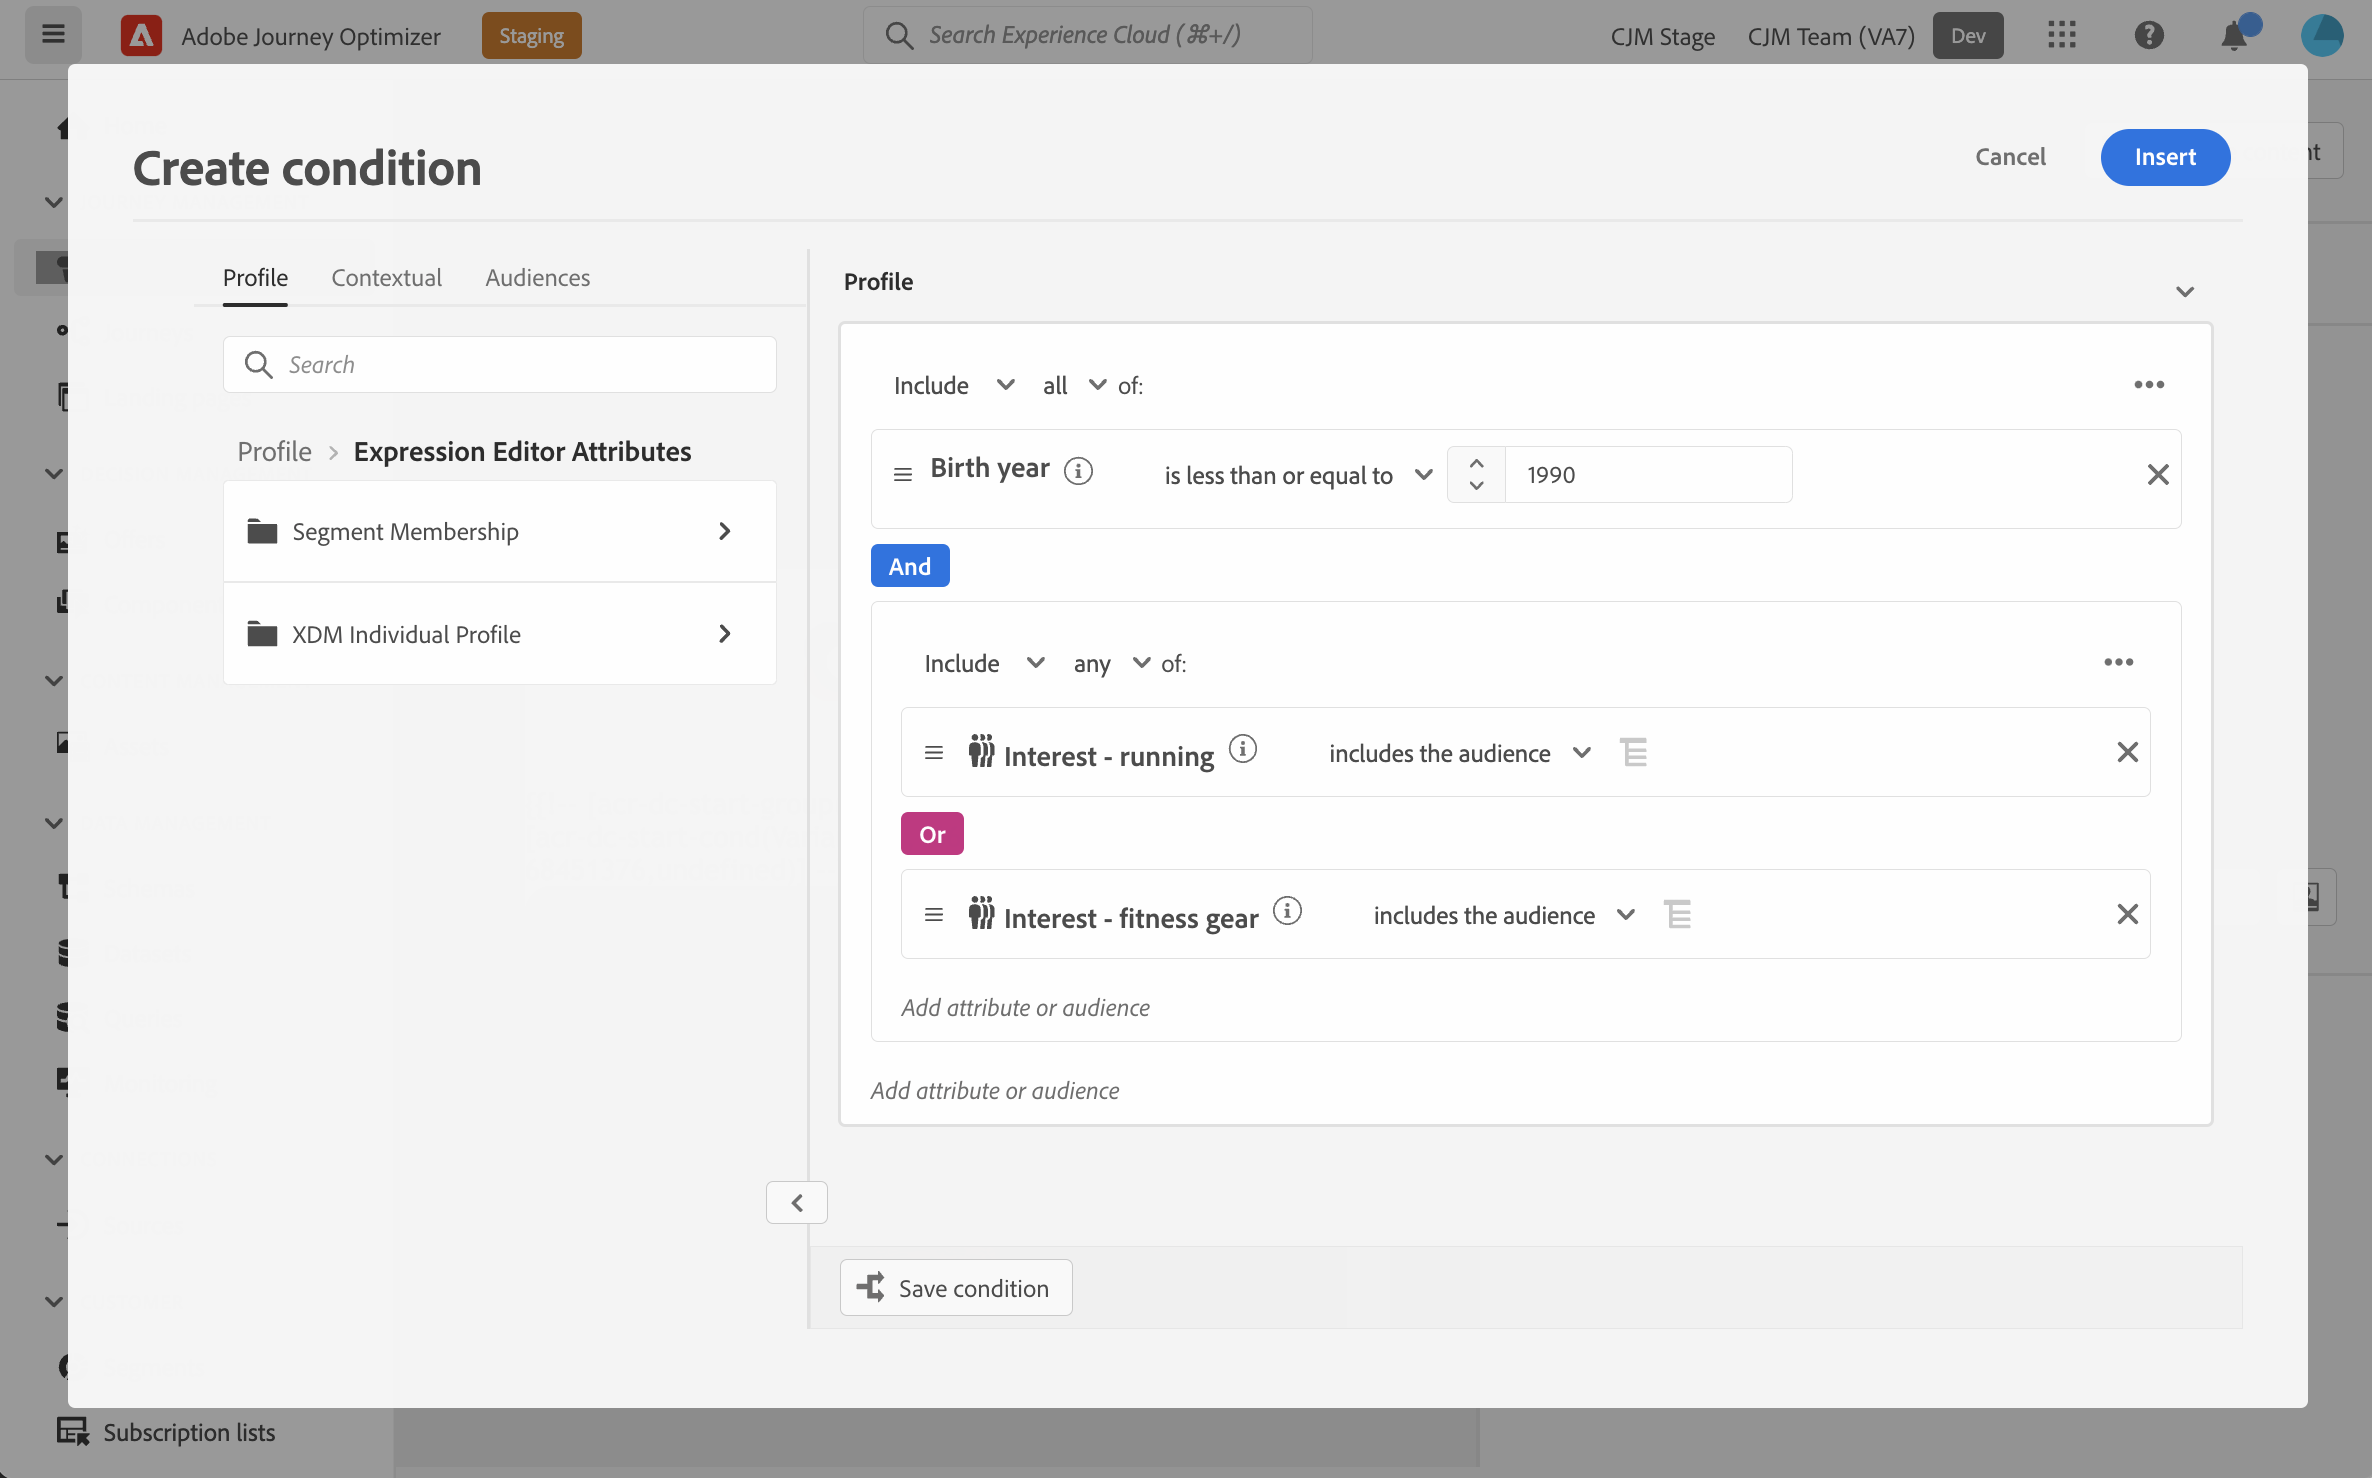 Adobe Journey Optimizer
Staging
Search Experience Cloud (⌘+/)
CJM Stage
CJM Team (VA7)
Dev
Create condition
Cancel
Insert
nt
Profile
Contextual
Audiences
Search
Profile > Expression Editor Attributes
Segment Membership
XDM Individual Profile
Profile
Include all of:
Birth year is less than or equal to 1990
And
Include any of:
Interest - running includes the audience
Or
Interest - fitness gear includes the audience
Add attribute or audience
Add attribute or audience
Save condition
Subscription lists